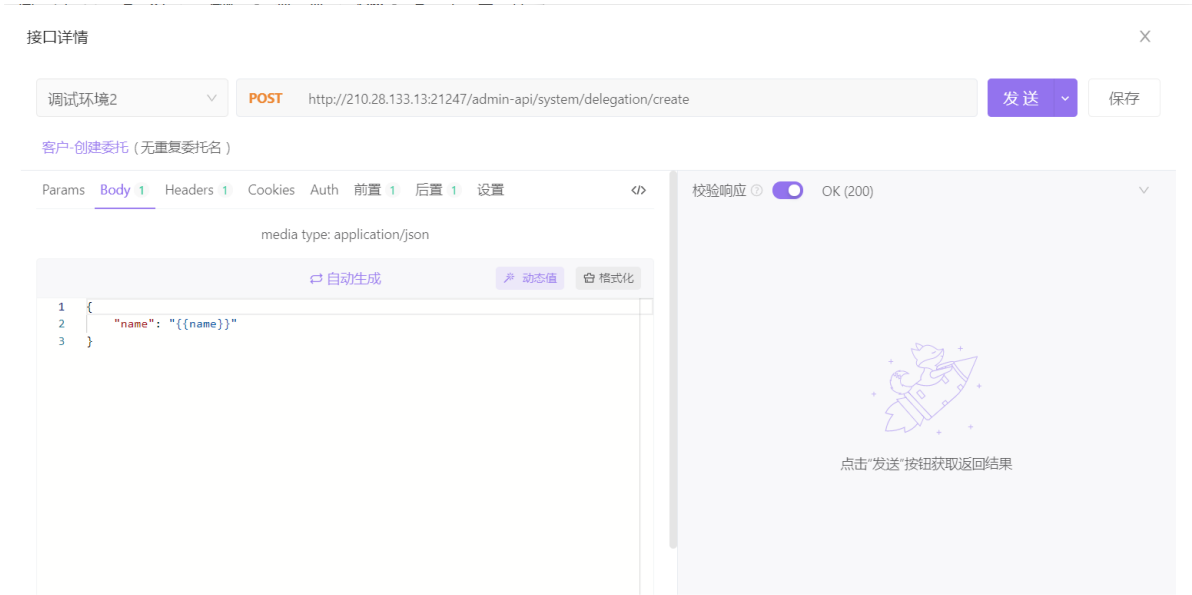 接口详情
调试环境2 POST http://210.28.133.13:21247/admin-api/system/delegation/create 发 送 保存
客户-创建委托 ( 无重复委托名 )
Params Body 1 Headers 1 Cookies Auth 前置 1 后置 1 设置 </> 校验响应 OK (200)
media type: application/json
自动生成 动态值 格式化
1 {
2 "name": "{{name}}"
3 }
点击“发送”按钮获取返回结果